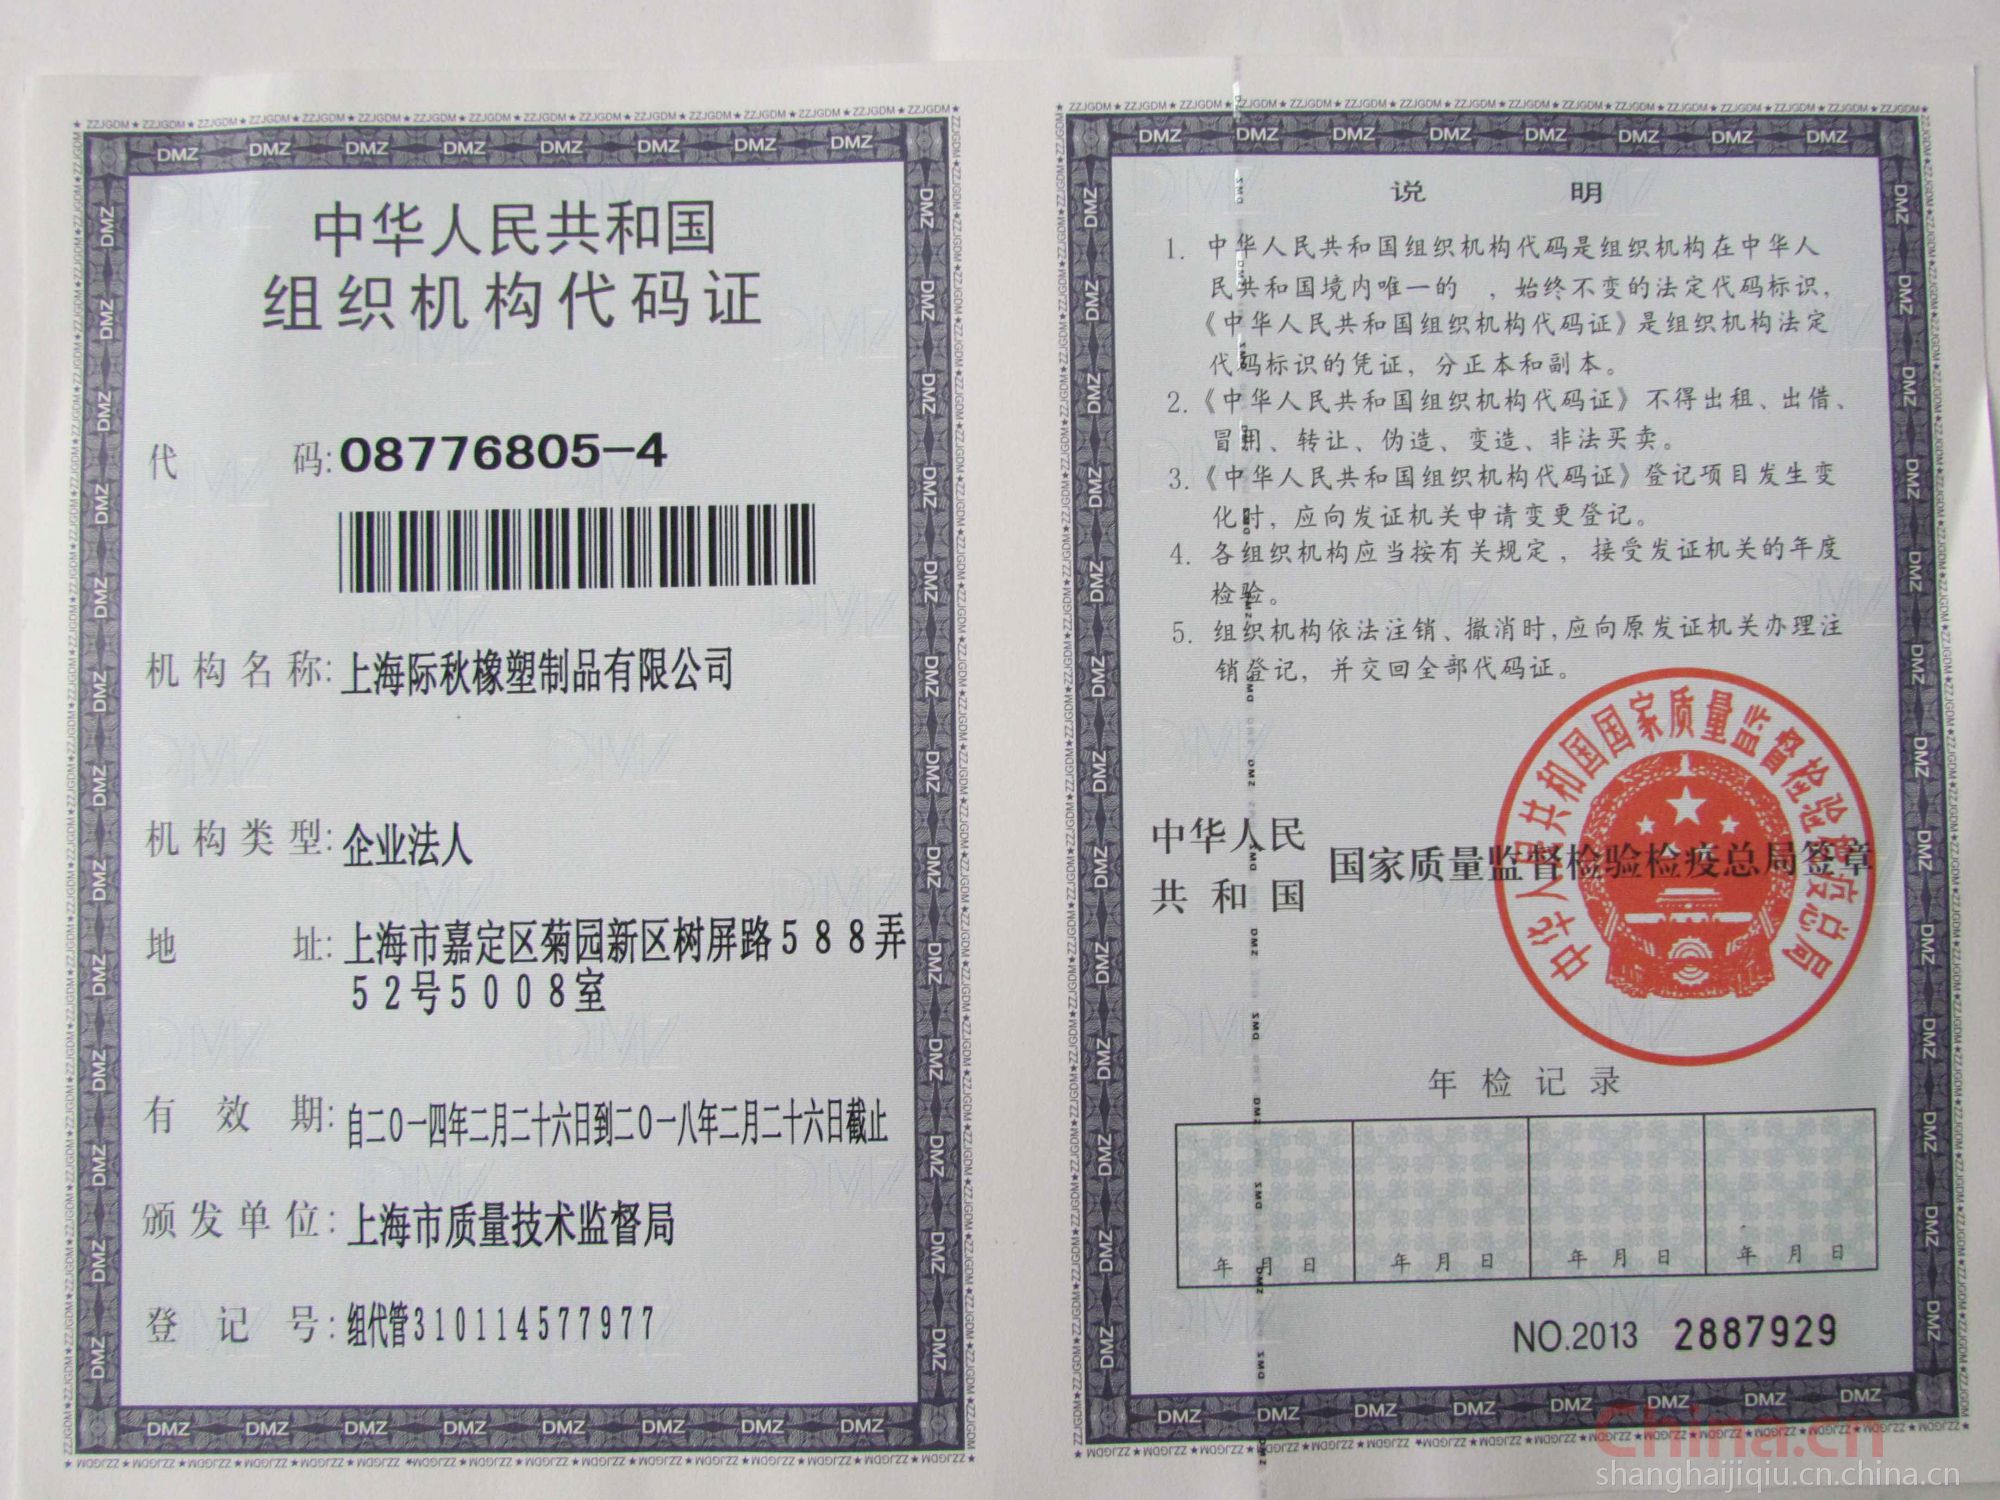 中华人民共和国
组织机构代码证
代 码:08776805-4
机构名称:上海际秋橡塑制品有限公司
机构类型:企业法人
地 址:上海市嘉定区菊园新区树屏路588弄
52号5008室
有效期:自二0一四年二月二十六日到二0一八年二月二十六日截止
颁发单位:上海市质量技术监督局
登记号:组代管310114577977
说 明
1. 中华人民共和国组织机构代码是组织机构在中华人
民共和国境内唯一的 ，始终不变的法定代码标识，
《中华人民共和国组织机构代码证》是组织机构法定
代码标识的凭证，分正本和副本。
2.《中华人民共和国组织机构代码证》不得出租、出借、
冒用、转让、伪造、变造、非法买卖。
3.《中华人民共和国组织机构代码证》登记项目发生变
化时，应向发证机关申请变更登记。
4. 各组织机构应当按有关规定，接受发证机关的年度
检验。
5. 组织机构依法注销、撤消时,应向原发证机关办理注
销登记，并交回全部代码证。
中华人民
共和国
国家质量监督检验检疫总局签章
中华人民共和国国家质量监督检验检疫总局
年检记录
年 月 日 年 月 日 年 月 日 年 月 日
NO.2013 2887929
China.cn
shanghaijiqiu.cn.china.cn